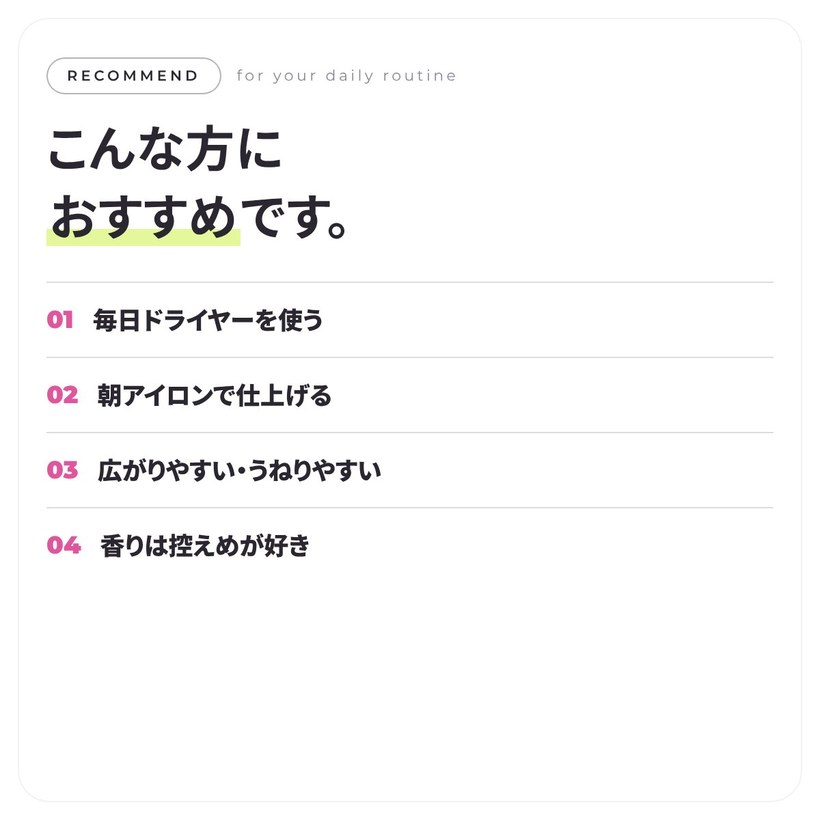 RECOMMEND for your daily routine
こんな方に
おすすめです。
01 毎日ドライヤーを使う
02 朝アイロンで仕上げる
03 広がりやすい・うねりやすい
04 香りは控えめが好き